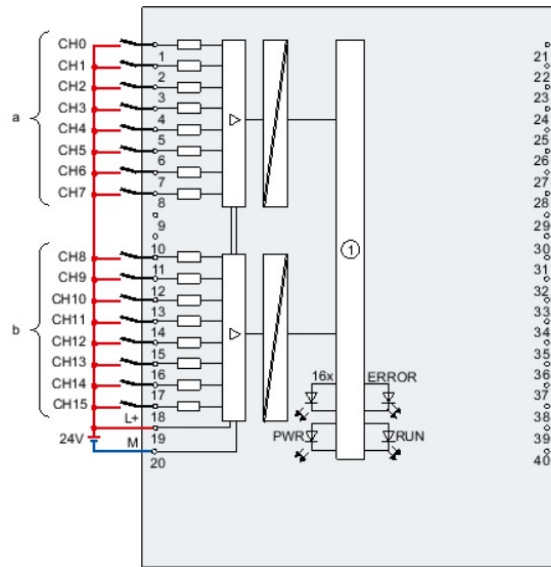 CH0
CH1
CH2
CH3
CH4
CH5
CH6
CH7
a
1
2
3
4
5
6
7
8
9
10
CH8
CH9
CH10
CH11
CH12
CH13
CH14
CH15
b
11
12
13
14
15
16
17
18
L+
19
24V
M
20
1
16x
ERROR
PWR
RUN
21
22
23
24
25
26
27
28
29
30
31
32
33
34
35
36
37
38
39
40